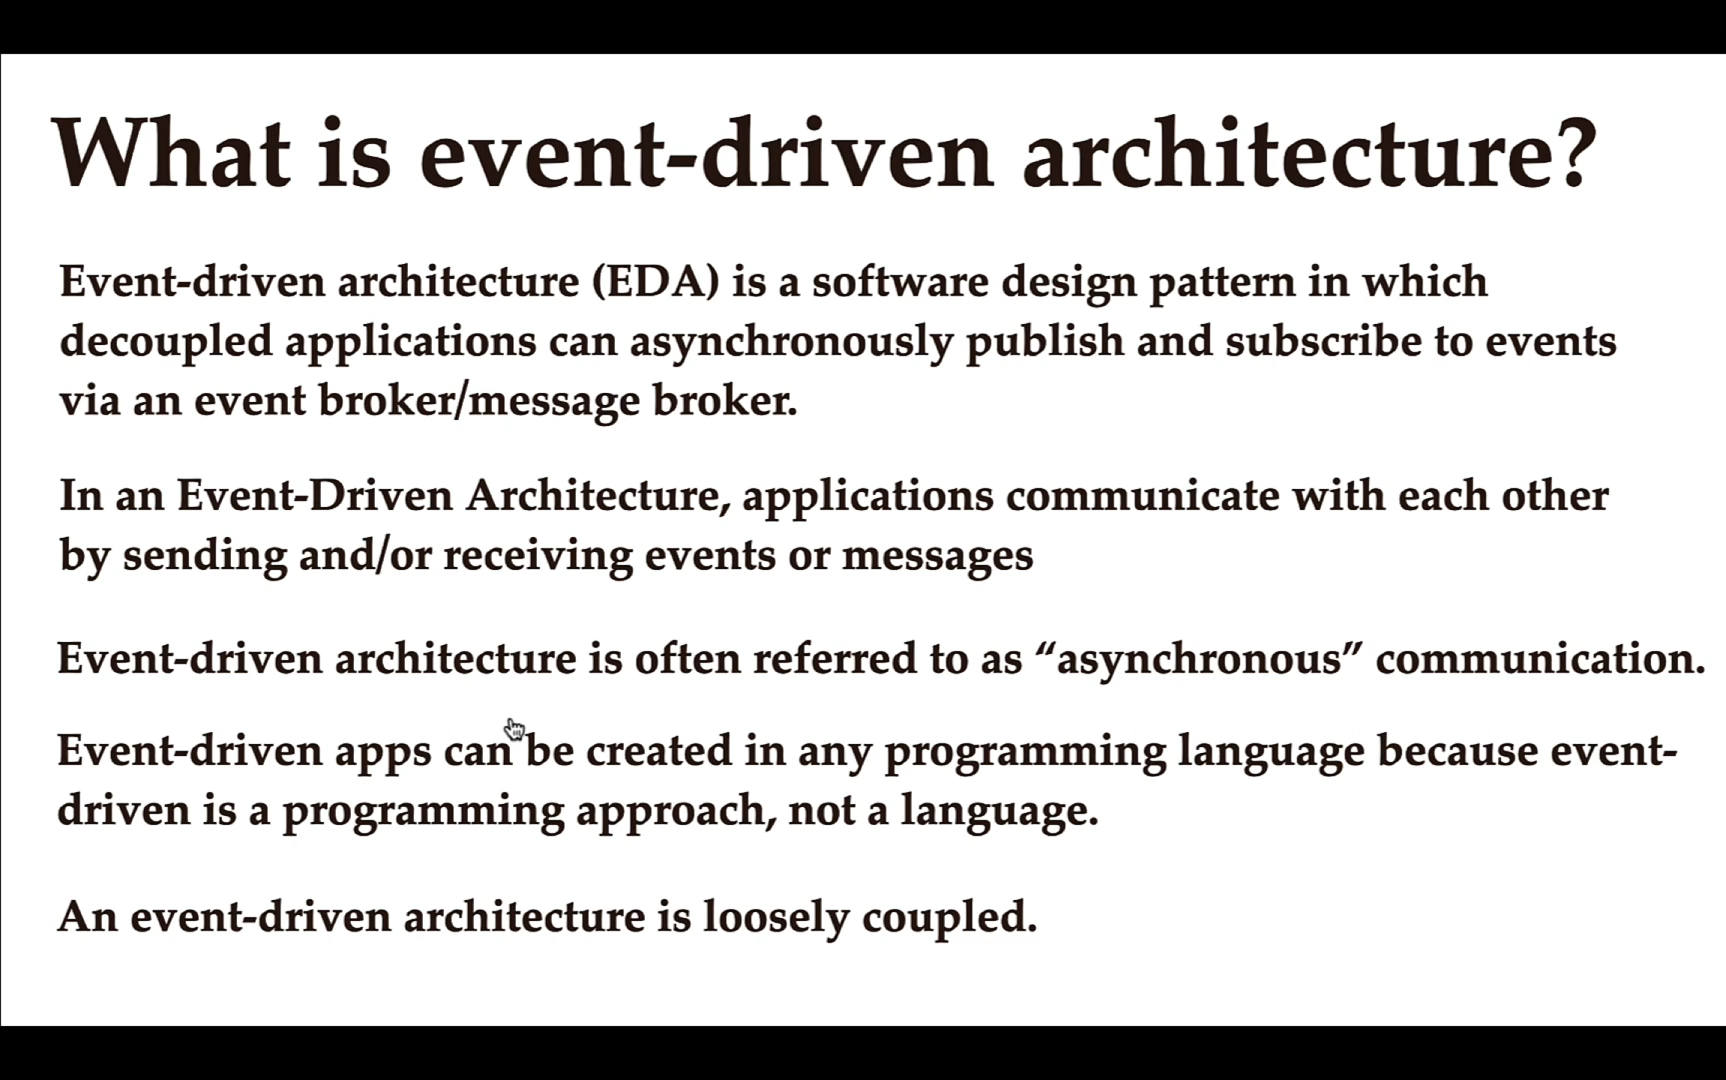 What is event-driven architecture?
Event-driven architecture (EDA) is a software design pattern in which
decoupled applications can asynchronously publish and subscribe to events
via an event broker/message broker.
In an Event-Driven Architecture, applications communicate with each other
by sending and/or receiving events or messages
Event-driven architecture is often referred to as “asynchronous” communication.
Event-driven apps can be created in any programming language because event-
driven is a programming approach, not a language.
An event-driven architecture is loosely coupled.